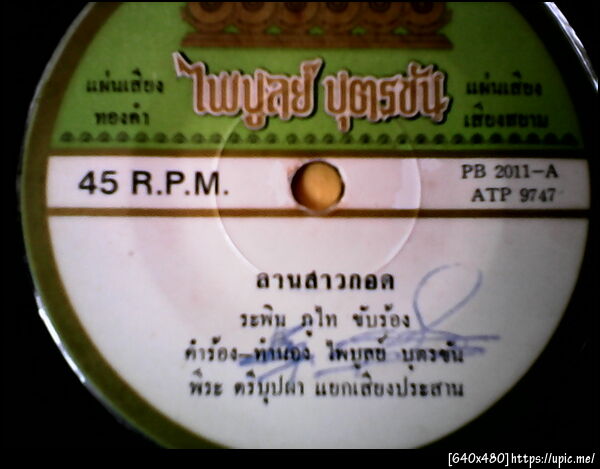 ไพบูลย์ บุตรขัน
แผ่นเสียง
ทองคำ
แผ่นเสียง
เสียงสยาม
45 R.P.M.
PB 2011-A
ATP 9747
ลานสาวกอด
ระพิน ภูไท ขับร้อง
คำร้อง-ทำนอง ไพบูลย์ บุตรขัน
พีระ ตรีบุปผา แยกเสียงประสาน
[640x480]https://upic.me/